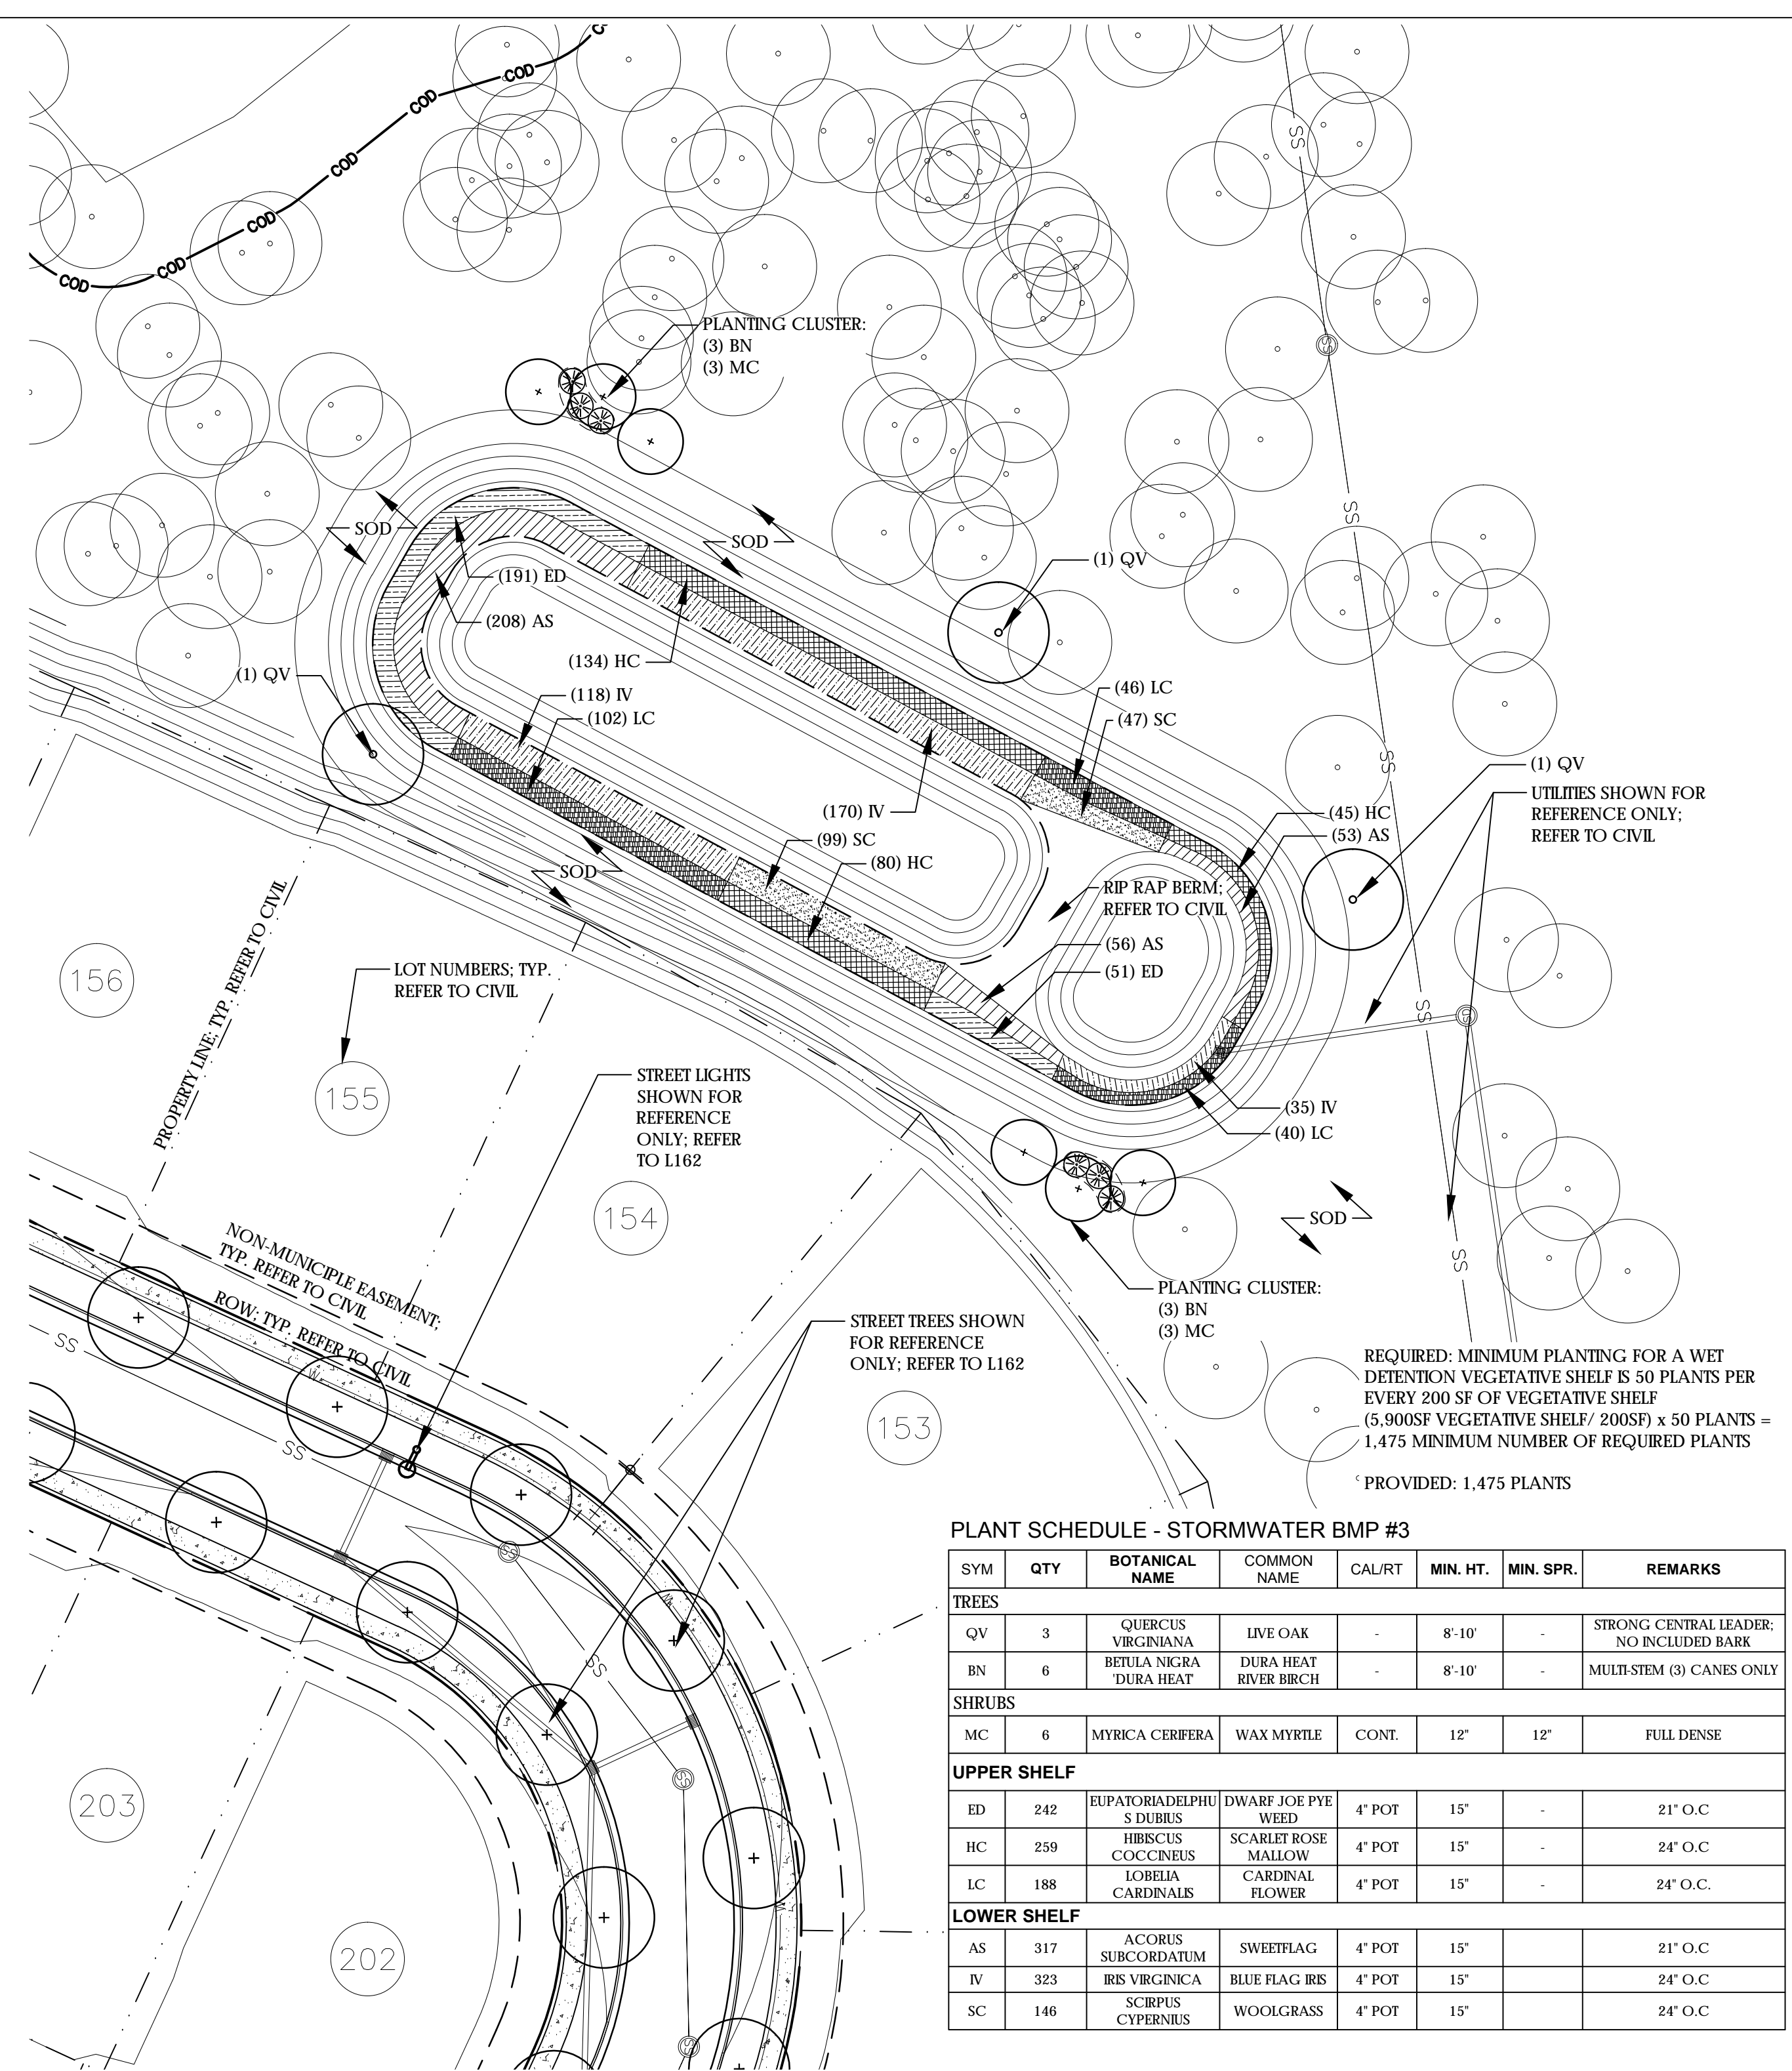 COD
COD
COD
COD
COD
COD
COD
SS
PLANTING CLUSTER:
(3) BN
(3) MC
SS
SS
SOD
SOD
(1) QV
(191) ED
(208) AS
(134) HC
(1) QV
(118) IV
(102) LC
(46) LC
(47) SC
SS
(1) QV
UTILITIES SHOWN FOR
REFERENCE ONLY;
REFER TO CIVIL
(170) IV
(45) HC
(53) AS
(99) SC
(80) HC
SOD
RIP RAP BERM;
REFER TO CIVIL
(56) AS
(51) ED
PROPERTY LINE; TYP. REFER TO CIVIL
156
LOT NUMBERS; TYP.
REFER TO CIVIL
SS
SS
155
STREET LIGHTS
SHOWN FOR
REFERENCE
ONLY; REFER
TO L162
(35) IV
(40) LC
154
SOD
SS
NON-MUNICIPLE EASEMENT;
TYP. REFER TO CIVIL
ROW; TYP. REFER TO CIVIL
PLANTING CLUSTER:
(3) BN
(3) MC
STREET TREES SHOWN
FOR REFERENCE
ONLY; REFER TO L162
SS
W
153
REQUIRED: MINIMUM PLANTING FOR A WET
DETENTION VEGETATIVE SHELF IS 50 PLANTS PER
EVERY 200 SF OF VEGETATIVE SHELF
(5,900SF VEGETATIVE SHELF/ 200SF) x 50 PLANTS =
1,475 MINIMUM NUMBER OF REQUIRED PLANTS
PROVIDED: 1,475 PLANTS
SS
SS
W
SS
SS
W
SS
203
202
PLANT SCHEDULE - STORMWATER BMP #3
SYM QTY BOTANICAL NAME COMMON NAME CAL/RT MIN. HT. MIN. SPR. REMARKS
TREES
QV 3 QUERCUS VIRGINIANA LIVE OAK - 8'-10' - STRONG CENTRAL LEADER; NO INCLUDED BARK
BN 6 BETULA NIGRA 'DURA HEAT' DURA HEAT RIVER BIRCH - 8'-10' - MULTI-STEM (3) CANES ONLY
SHRUBS
MC 6 MYRICA CERIFERA WAX MYRTLE CONT. 12" 12" FULL DENSE
UPPER SHELF
ED 242 EUPATORIADELPHU S DUBIUS DWARF JOE PYE WEED 4" POT 15" - 21" O.C
HC 259 HIBISCUS COCCINEUS SCARLET ROSE MALLOW 4" POT 15" - 24" O.C
LC 188 LOBELIA CARDINALIS CARDINAL FLOWER 4" POT 15" - 24" O.C.
LOWER SHELF
AS 317 ACORUS SUBCORDATUM SWEETFLAG 4" POT 15" 21" O.C
IV 323 IRIS VIRGINICA BLUE FLAG IRIS 4" POT 15" 24" O.C
SC 146 SCIRPUS CYPERNIUS WOOLGRASS 4" POT 15" 24" O.C